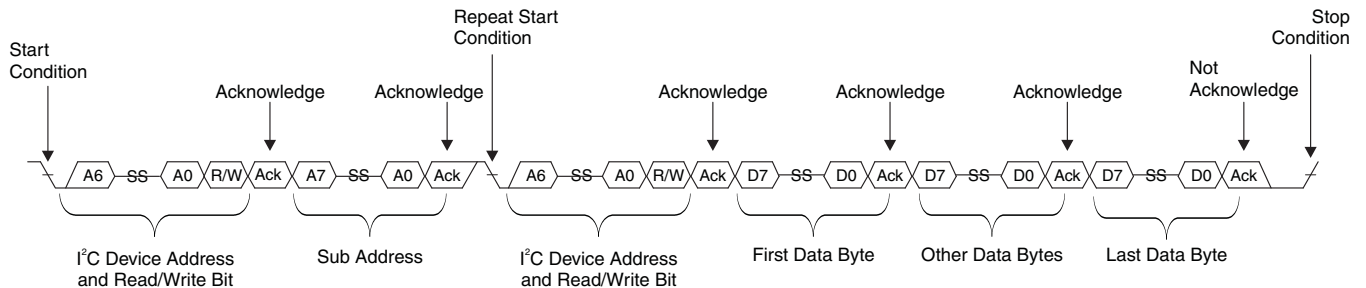 Start
Condition
Repeat Start
Condition
Stop
Condition
Acknowledge
Acknowledge
Acknowledge
Acknowledge
Acknowledge
Not
Acknowledge
A6 SS A0 R/W Ack A7 SS A0 Ack A6 SS A0 R/W Ack D7 SS D0 Ack D7 SS D0 Ack D7 SS D0 Ack
I²C Device Address
and Read/Write Bit
Sub Address
I²C Device Address
and Read/Write Bit
First Data Byte
Other Data Bytes
Last Data Byte